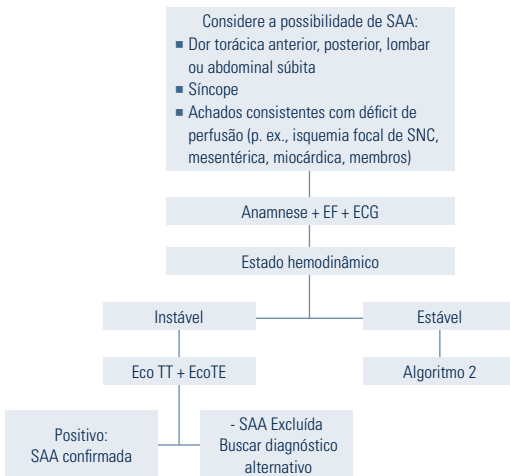 Considere a possibilidade de SAA:
■ Dor torácica anterior, posterior, lombar
ou abdominal súbita
■ Síncope
■ Achados consistentes com déficit de
perfusão (p. ex., isquemia focal de SNC,
mesentérica, miocárdica, membros)
Anamnese + EF + ECG
Estado hemodinâmico
Instável
Estável
Eco TT + EcoTE
Algoritmo 2
Positivo:
SAA confirmada
- SAA Excluída
Buscar diagnóstico
alternativo